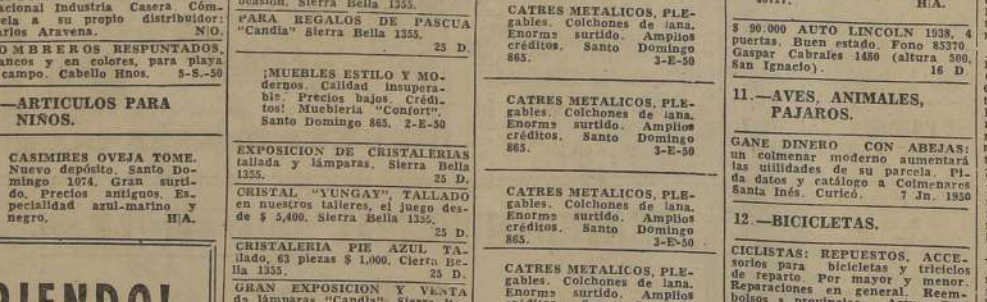 acional Industria Casera Cóm-
ela a su propio distribuidor:
arlos Aravena. N|O.
OMBREROS RESPUNTADOS,
ancos y en colores, para playa
campo. Cabello Hnos. 5-S.-50
—ARTICULOS PARA
NIÑOS.
CASIMIRES OVEJA TOME.
Nuevo depósito. Santo Do-
mingo 1074. Gran surti-
do. Precios antiguos. Es-
pecialidad azul-marino y
negro. H|A.
RIENDO!
ocasión. Sierra Bella 1355.
PARA REGALOS DE PASCUA
"Candia" Sierra Bella 1355.
25 D.
¡MUEBLES ESTILO Y MO-
dernos. Calidad insupera-
ble. Precios bajos. Crédi-
tos! Mueblería "Confort".
Santo Domingo 865. 2-E-50
EXPOSICION DE CRISTALERIAS
tallada y lámparas. Sierra Bella
1355. 25 D.
CRISTAL "YUNGAY", TALLADO
en nuestros talleres, el juego des-
de $ 5,400. Sierra Bella 1355.
25 D.
CRISTALERIA PIE AZUL TA-
llado, 63 piezas $ 1,000. Cierra Be-
lla 1355. 25 D.
GRAN EXPOSICION Y VENTA
de lámparas "Candia"
CATRES METALICOS, PLE-
gables. Colchones de lana.
Enorme surtido. Amplios
créditos. Santo Domingo
865. 3-E-50
CATRES METALICOS, PLE-
gables. Colchones de lana.
Enorme surtido. Amplios
créditos. Santo Domingo
865. 3-E-50
CATRES METALICOS, PLE-
gables. Colchones de lana.
Enorme surtido. Amplios
créditos. Santo Domingo
865. 3-E-50
CATRES METALICOS, PLE-
gables. Colchones de lana.
Enorme surtido. Amplios
H|A.
$ 90.000 AUTO LINCOLN 1938, 4
puertas. Buen estado. Fono 85370.
Gaspar Cabrales 1480 (altura 500,
San Ignacio). 16 D.
11.—AVES, ANIMALES,
PAJAROS.
GANE DINERO CON ABEJAS:
un colmenar moderno aumentará
las utilidades de su parcela. Pi-
da datos y catálogo a Colmenares
Santa Inés. Curicó. 7 Jn. 1950
12.—BICICLETAS.
CICLISTAS: REPUESTOS, ACCE-
sorios para bicicletas y triciclos
de reparto. Por mayor y menor.
Reparaciones en general. Reem-